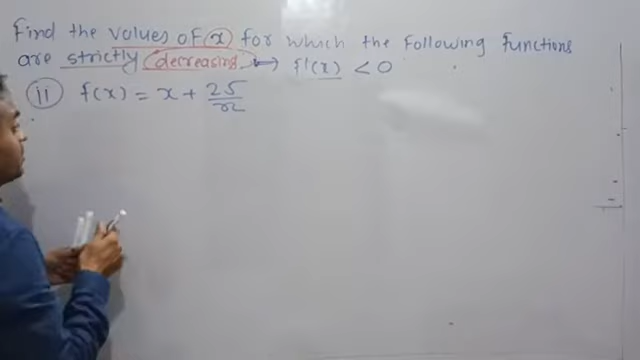 Find the values of x for which the following functions
are strictly decreasing ↔ f'(x) < 0
ii f(x) = x + 25/x